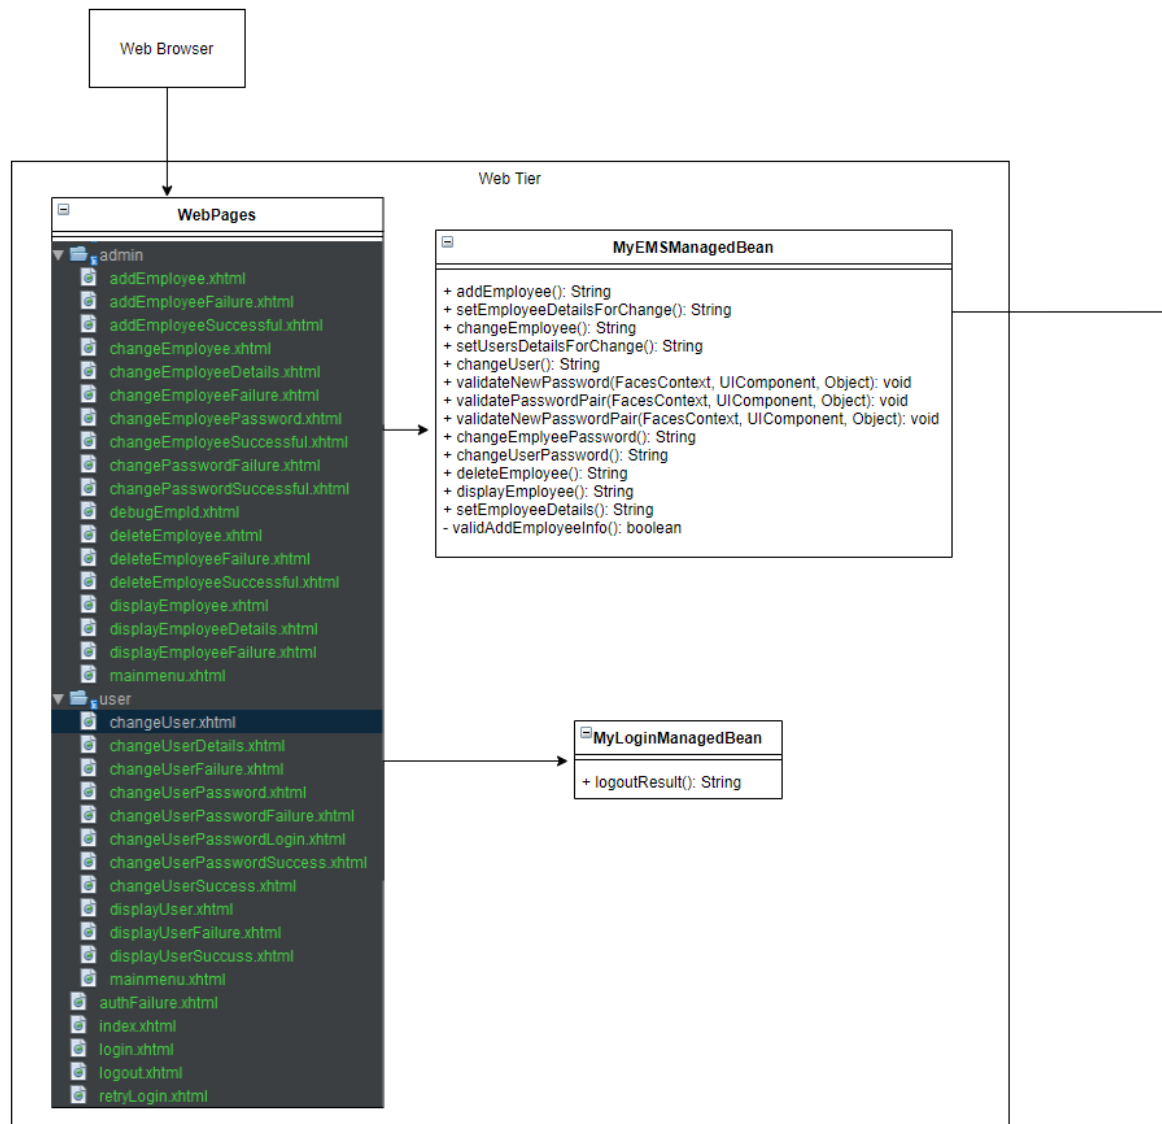 Web Browser
Web Tier
WebPages
admin
addEmployee.xhtml
addEmployeeFailure.xhtml
addEmployeeSuccessful.xhtml
changeEmployee.xhtml
changeEmployeeDetails.xhtml
changeEmployeeFailure.xhtml
changeEmployeePassword.xhtml
changeEmployeeSuccessful.xhtml
changePasswordFailure.xhtml
changePasswordSuccessful.xhtml
debugEmpId.xhtml
deleteEmployee.xhtml
deleteEmployeeFailure.xhtml
deleteEmployeeSuccessful.xhtml
displayEmployee.xhtml
displayEmployeeDetails.xhtml
displayEmployeeFailure.xhtml
mainmenu.xhtml
user
changeUser.xhtml
changeUserDetails.xhtml
changeUserFailure.xhtml
changeUserPassword.xhtml
changeUserPasswordFailure.xhtml
changeUserPasswordLogin.xhtml
changeUserPasswordSuccess.xhtml
changeUserSuccess.xhtml
displayUser.xhtml
displayUserFailure.xhtml
displayUserSuccuss.xhtml
mainmenu.xhtml
authFailure.xhtml
index.xhtml
login.xhtml
logout.xhtml
retryLogin.xhtml
MyEMSManagedBean
+ addEmployee(): String
+ setEmployeeDetailsForChange(): String
+ changeEmployee(): String
+ setUsersDetailsForChange(): String
+ changeUser(): String
+ validateNewPassword(FacesContext, UIComponent, Object): void
+ validatePasswordPair(FacesContext, UIComponent, Object): void
+ validateNewPasswordPair(FacesContext, UIComponent, Object): void
+ changeEmplyeePassword(): String
+ changeUserPassword(): String
+ deleteEmployee(): String
+ displayEmployee(): String
+ setEmployeeDetails(): String
- validAddEmployeeInfo(): boolean
MyLoginManagedBean
+ logoutResult(): String